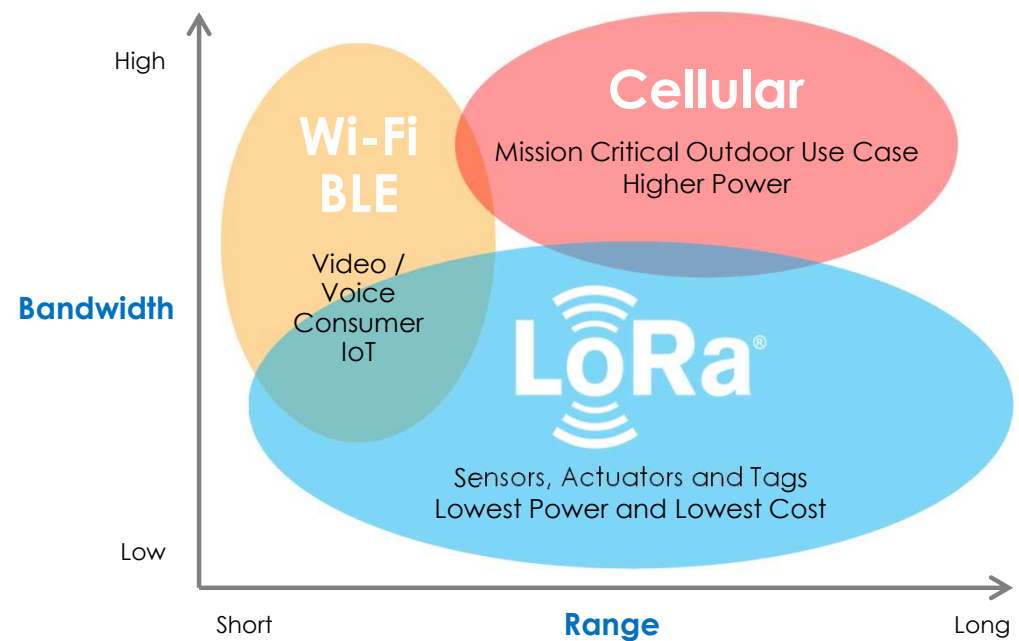 High
Cellular
Wi-Fi
BLE
Mission Critical Outdoor Use Case
Higher Power
Video /
Voice
Consumer
IoT
Bandwidth
LoRa®
Sensors, Actuators and Tags
Lowest Power and Lowest Cost
Low
Short
Range
Long